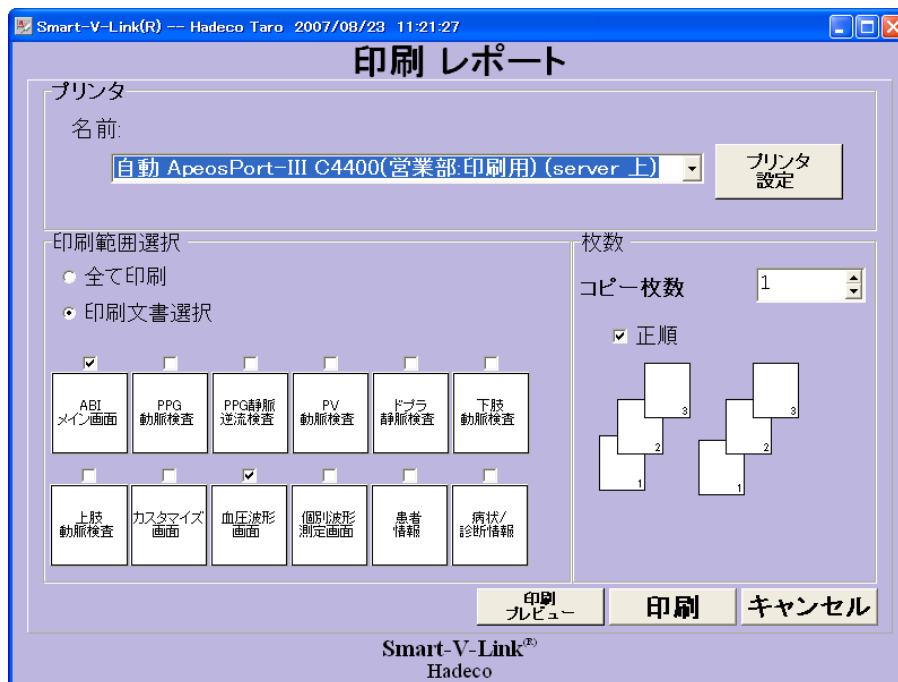 Smart-V-Link(R) -- Hadeco Taro 2007/08/23 11:21:27
印刷 レポート
プリンタ
名前:
自動 ApeosPort-III C4400(営業部:印刷用) (server 上)
プリンタ
設定
印刷範囲選択
全て印刷
印刷文書選択
ABI
メイン画面
PPG
動脈検査
PPG静脈
逆流検査
PV
動脈検査
ドプラ
静脈検査
下肢
動脈検査
上肢
動脈検査
カスタマイズ
画面
血圧波形
画面
個別波形
測定画面
患者
情報
病状/
診断情報
枚数
コピー枚数
1
正順
3
2
1
3
2
1
印刷
プレビュー
印刷
キャンセル
Smart-V-Link(R)
Hadeco